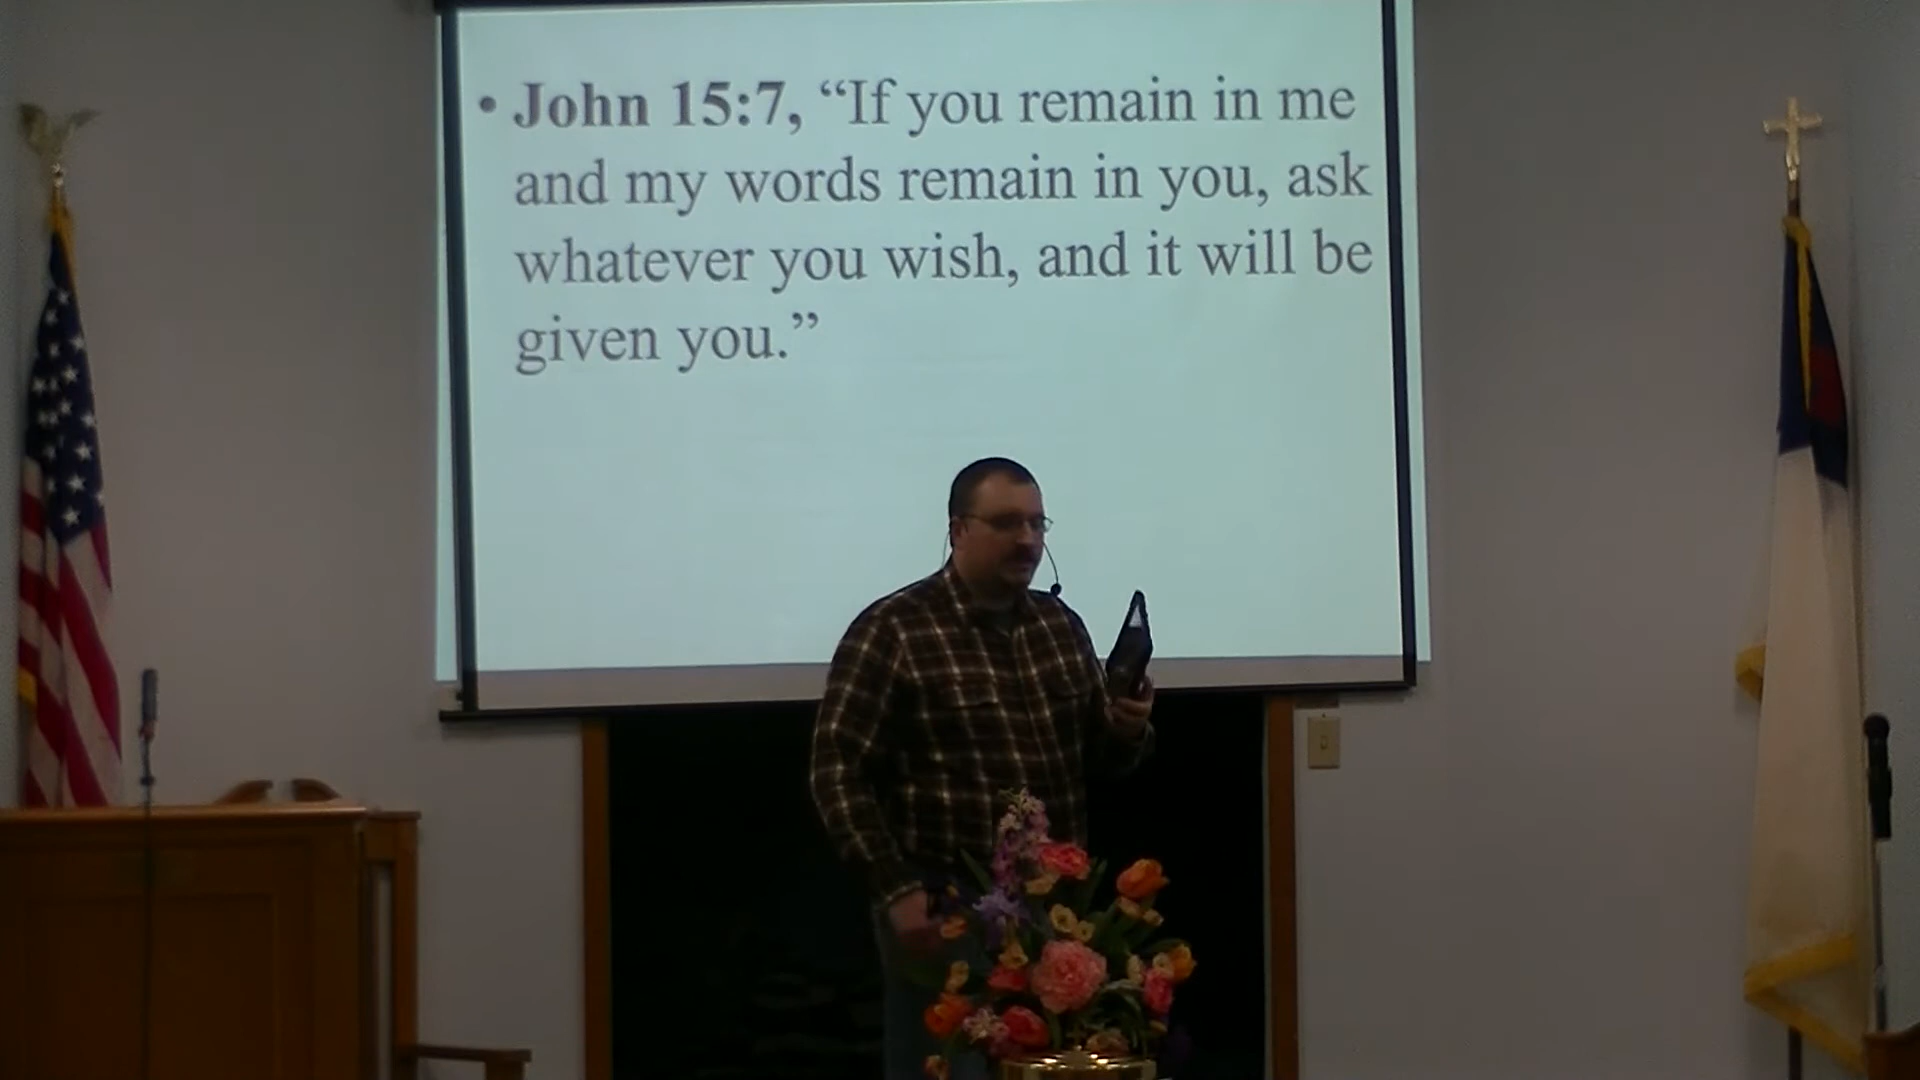 • John 15:7, “If you remain in me
and my words remain in you, ask
whatever you wish, and it will be
given you.”